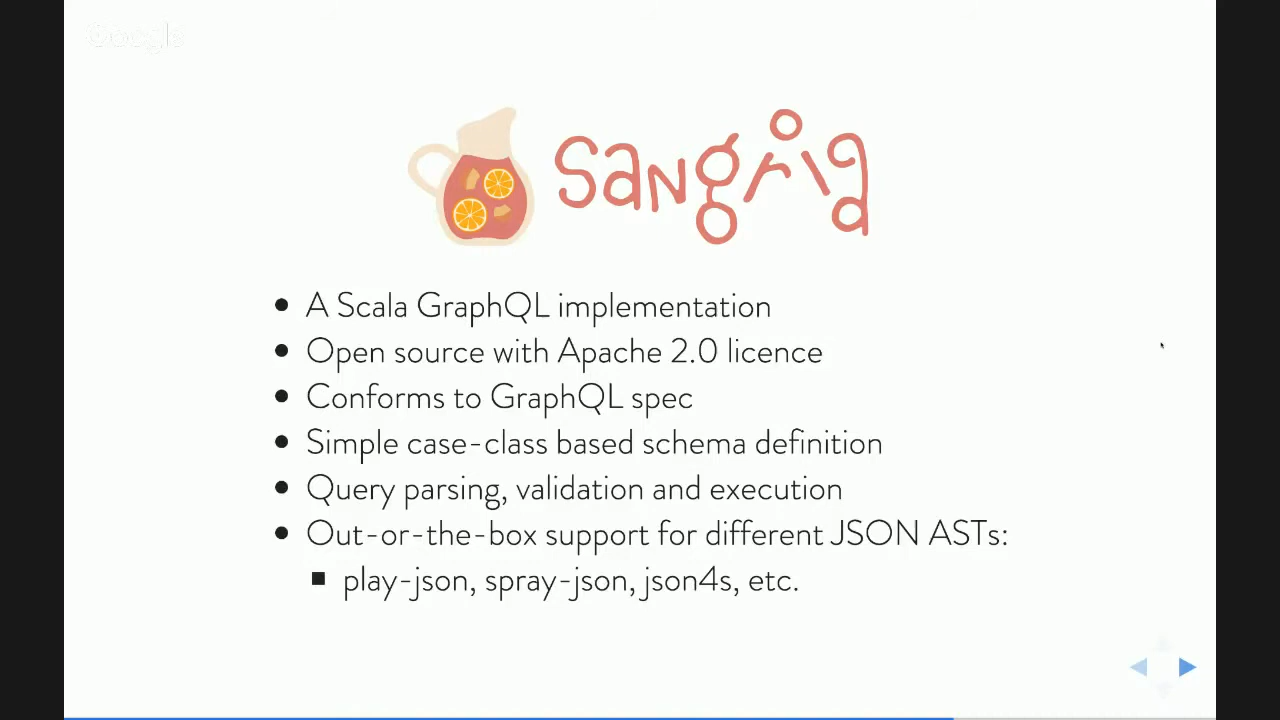 Google
sangria
A Scala GraphQL implementation
Open source with Apache 2.0 licence
Conforms to GraphQL spec
Simple case-class based schema definition
Query parsing, validation and execution
Out-or-the-box support for different JSON ASTs:
play-json, spray-json, json4s, etc.